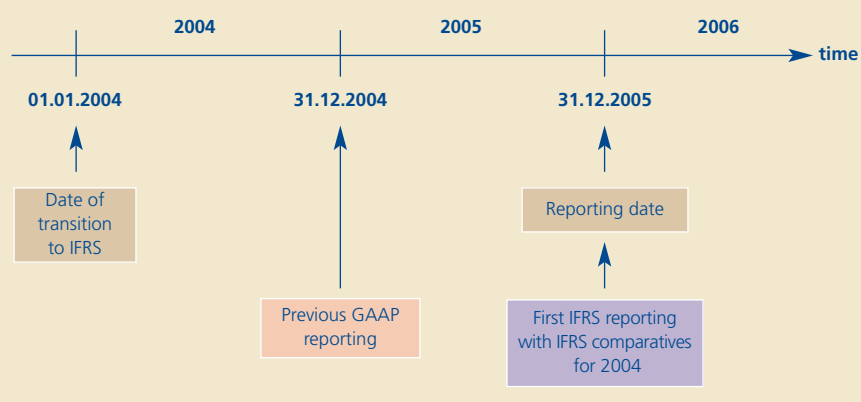 2004
2005
2006
time
01.01.2004
31.12.2004
31.12.2005
Date of
transition
to IFRS
Reporting date
Previous GAAP
reporting
First IFRS reporting
with IFRS comparatives
for 2004